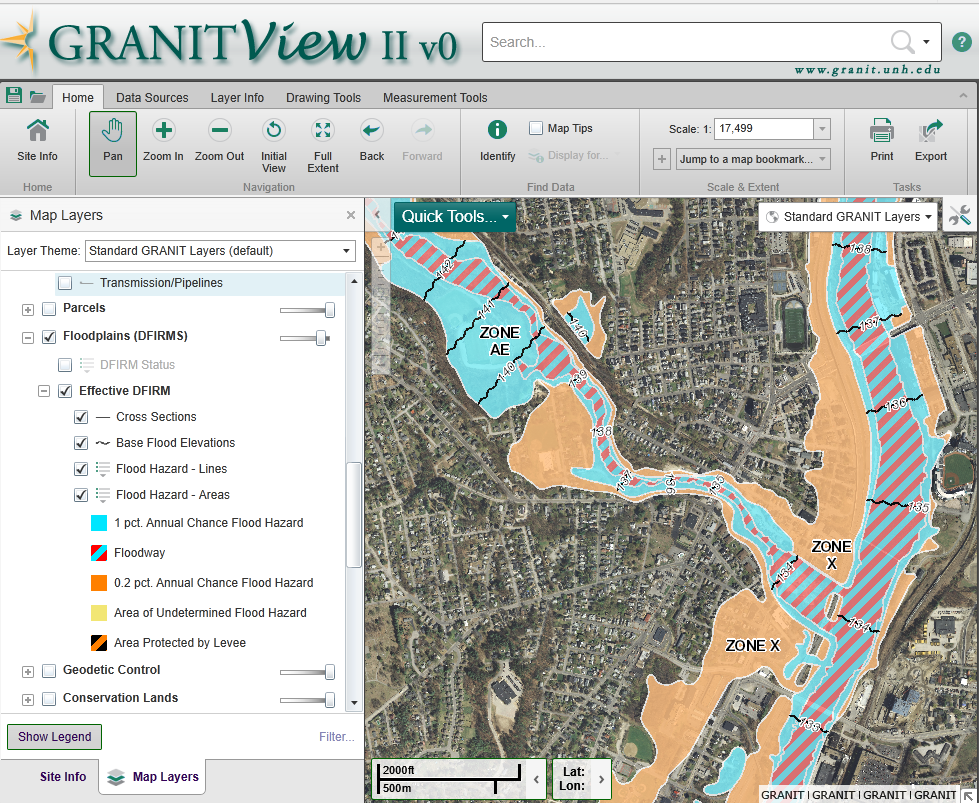 GRANITView II v0
Search...
?
www.granit.unh.edu
Home Data Sources Layer Info Drawing Tools Measurement Tools
Site Info
Pan
Zoom In
Zoom Out
Initial View
Full Extent
Back
Forward
Identify
Map Tips
Display for...
Scale: 1: 17,499
Jump to a map bookmark...
Print
Export
Home
Navigation
Find Data
Scale & Extent
Tasks
Map Layers
Layer Theme: Standard GRANIT Layers (default)
Transmission/Pipelines
Parcels
Floodplains (DFIRMS)
DFIRM Status
Effective DFIRM
Cross Sections
Base Flood Elevations
Flood Hazard - Lines
Flood Hazard - Areas
1 pct. Annual Chance Flood Hazard
Floodway
0.2 pct. Annual Chance Flood Hazard
Area of Undetermined Flood Hazard
Area Protected by Levee
Geodetic Control
Conservation Lands
Show Legend
Filter...
Site Info
Map Layers
Quick Tools...
Standard GRANIT Layers
142
141
140
140
139
138
137
136
135
134
138
137
136
135
134
133
ZONE
AE
ZONE
X
ZONE X
2000ft
500m
Lat:
Lon:
GRANIT | GRANIT | GRANIT | GRANIT